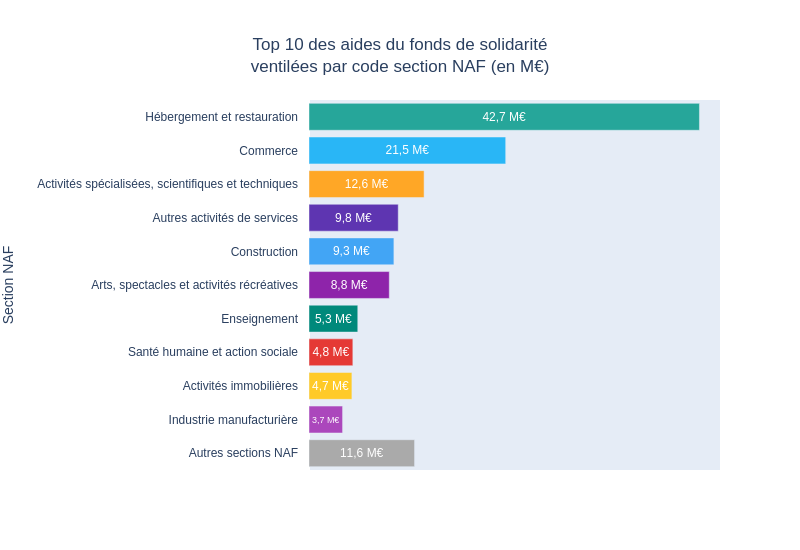 Top 10 des aides du fonds de solidarité
ventilées par code section NAF (en M€)
Section NAF
Hébergement et restauration 42,7 M€
Commerce 21,5 M€
Activités spécialisées, scientifiques et techniques 12,6 M€
Autres activités de services 9,8 M€
Construction 9,3 M€
Arts, spectacles et activités récréatives 8,8 M€
Enseignement 5,3 M€
Santé humaine et action sociale 4,8 M€
Activités immobilières 4,7 M€
Industrie manufacturière 3,7 M€
Autres sections NAF 11,6 M€